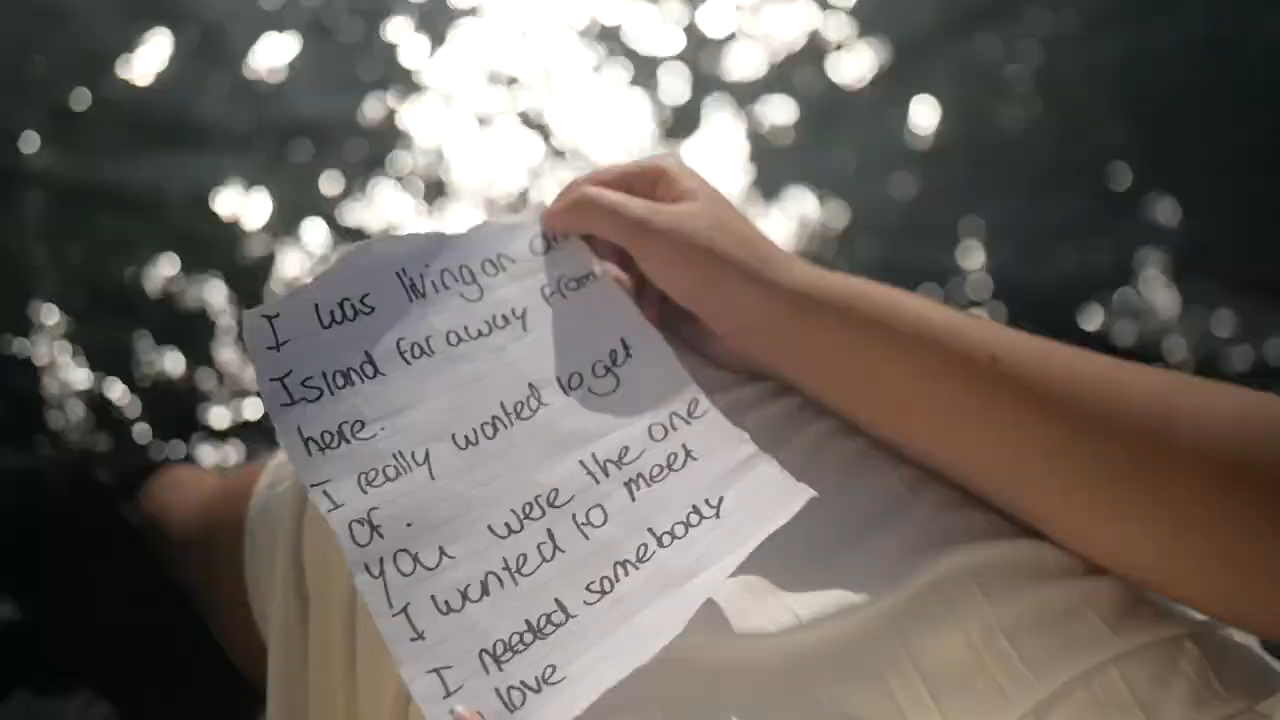 I was living on an
Island far away from
here.
I really wanted to get
of.
you were the one
I wanted to meet
I needed somebody
love